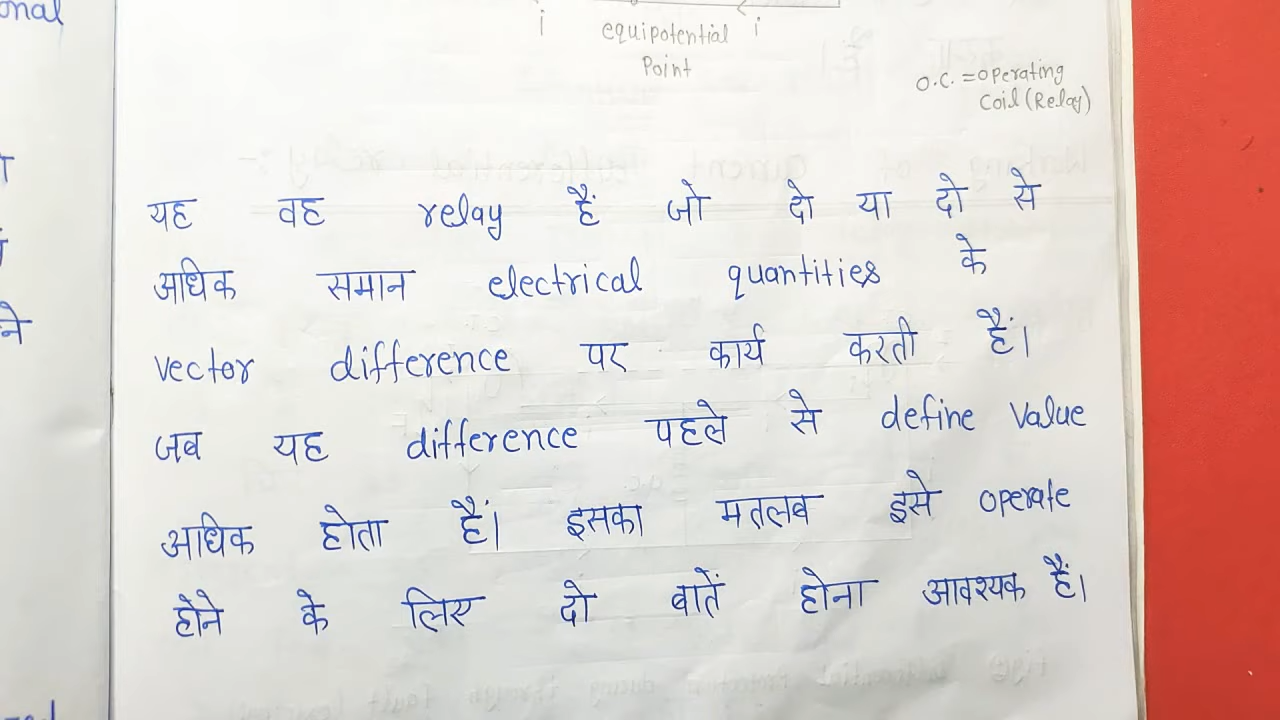 onal
i equipotential i
Point
O.C. = Operating
Coil (Relay)
यह वह relay हैं जो दो या दो से
अधिक समान electrical quantities के
vector difference पर कार्य करती हैं।
जब यह difference पहले से define value
अधिक होता हैं। इसका मतलब इसे operate
होने के लिए दो बातें होना आवश्यक हैं।
ने